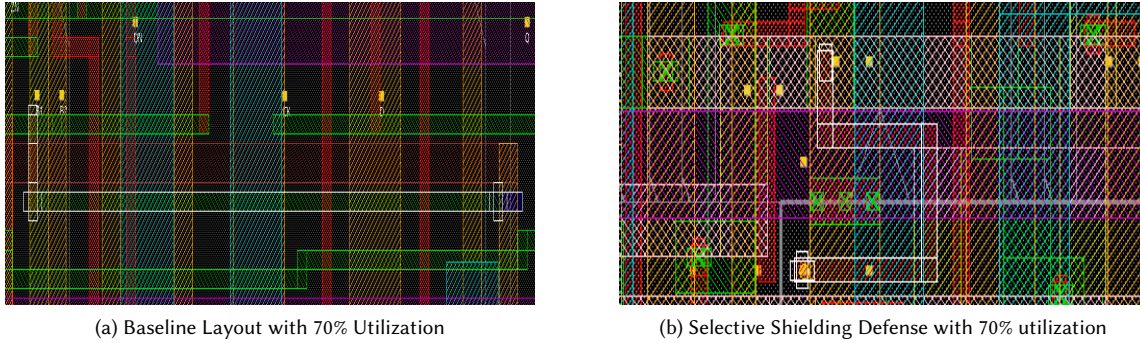 (a) Baseline Layout with 70% Utilization
(b) Selective Shielding Defense with 70% utilization